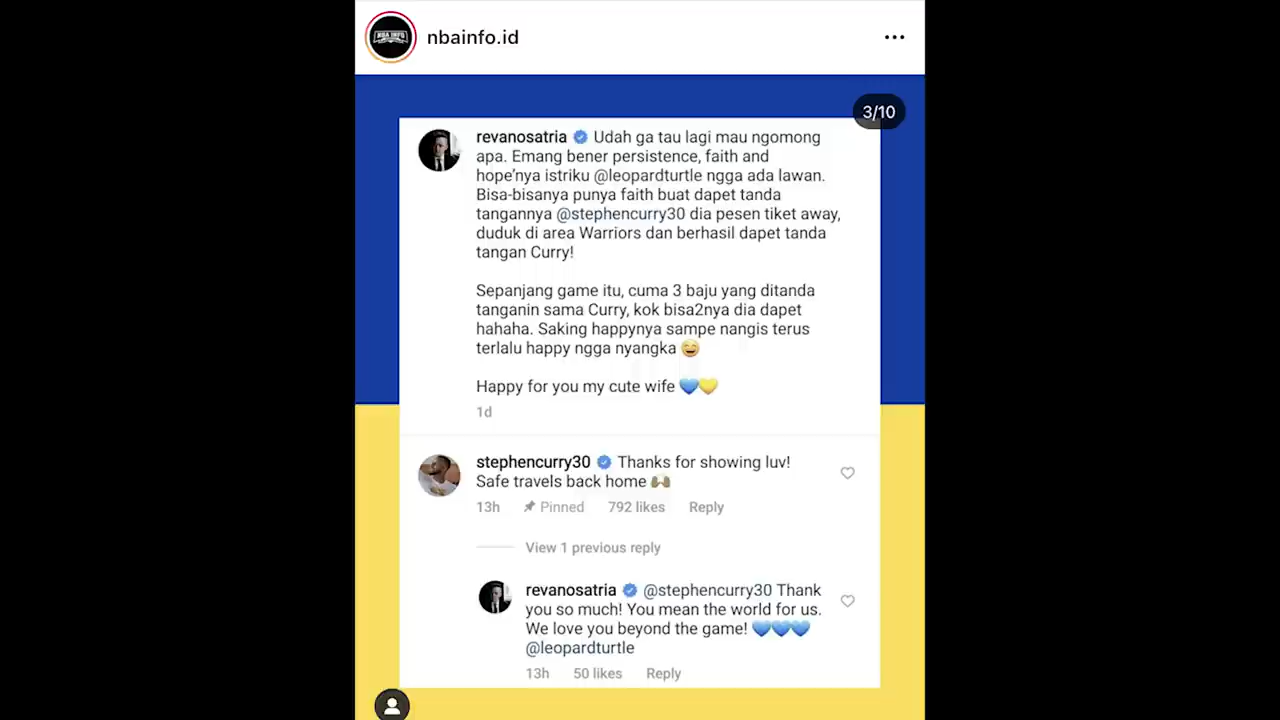 NBA INFO
nbainfo.id
3/10
revanosatria Udah ga tau lagi mau ngomong
apa. Emang bener persistence, faith and
hope'nya istriku @leopardturtle ngga ada lawan.
Bisa-bisanya punya faith buat dapet tanda
tangannya @stephencurry30 dia pesen tiket away,
duduk di area Warriors dan berhasil dapet tanda
tangan Curry!
Sepanjang game itu, cuma 3 baju yang ditanda
tanganin sama Curry, kok bisa2nya dia dapet
hahaha. Saking happynya sampe nangis terus
terlalu happy ngga nyangka 😄
Happy for you my cute wife 💙💛
1d
stephencurry30 Thanks for showing luv!
Safe travels back home 🙌🏽
13h Pinned 792 likes Reply
View 1 previous reply
revanosatria @stephencurry30 Thank
you so much! You mean the world for us.
We love you beyond the game! 💙💙💙
@leopardturtle
13h 50 likes Reply